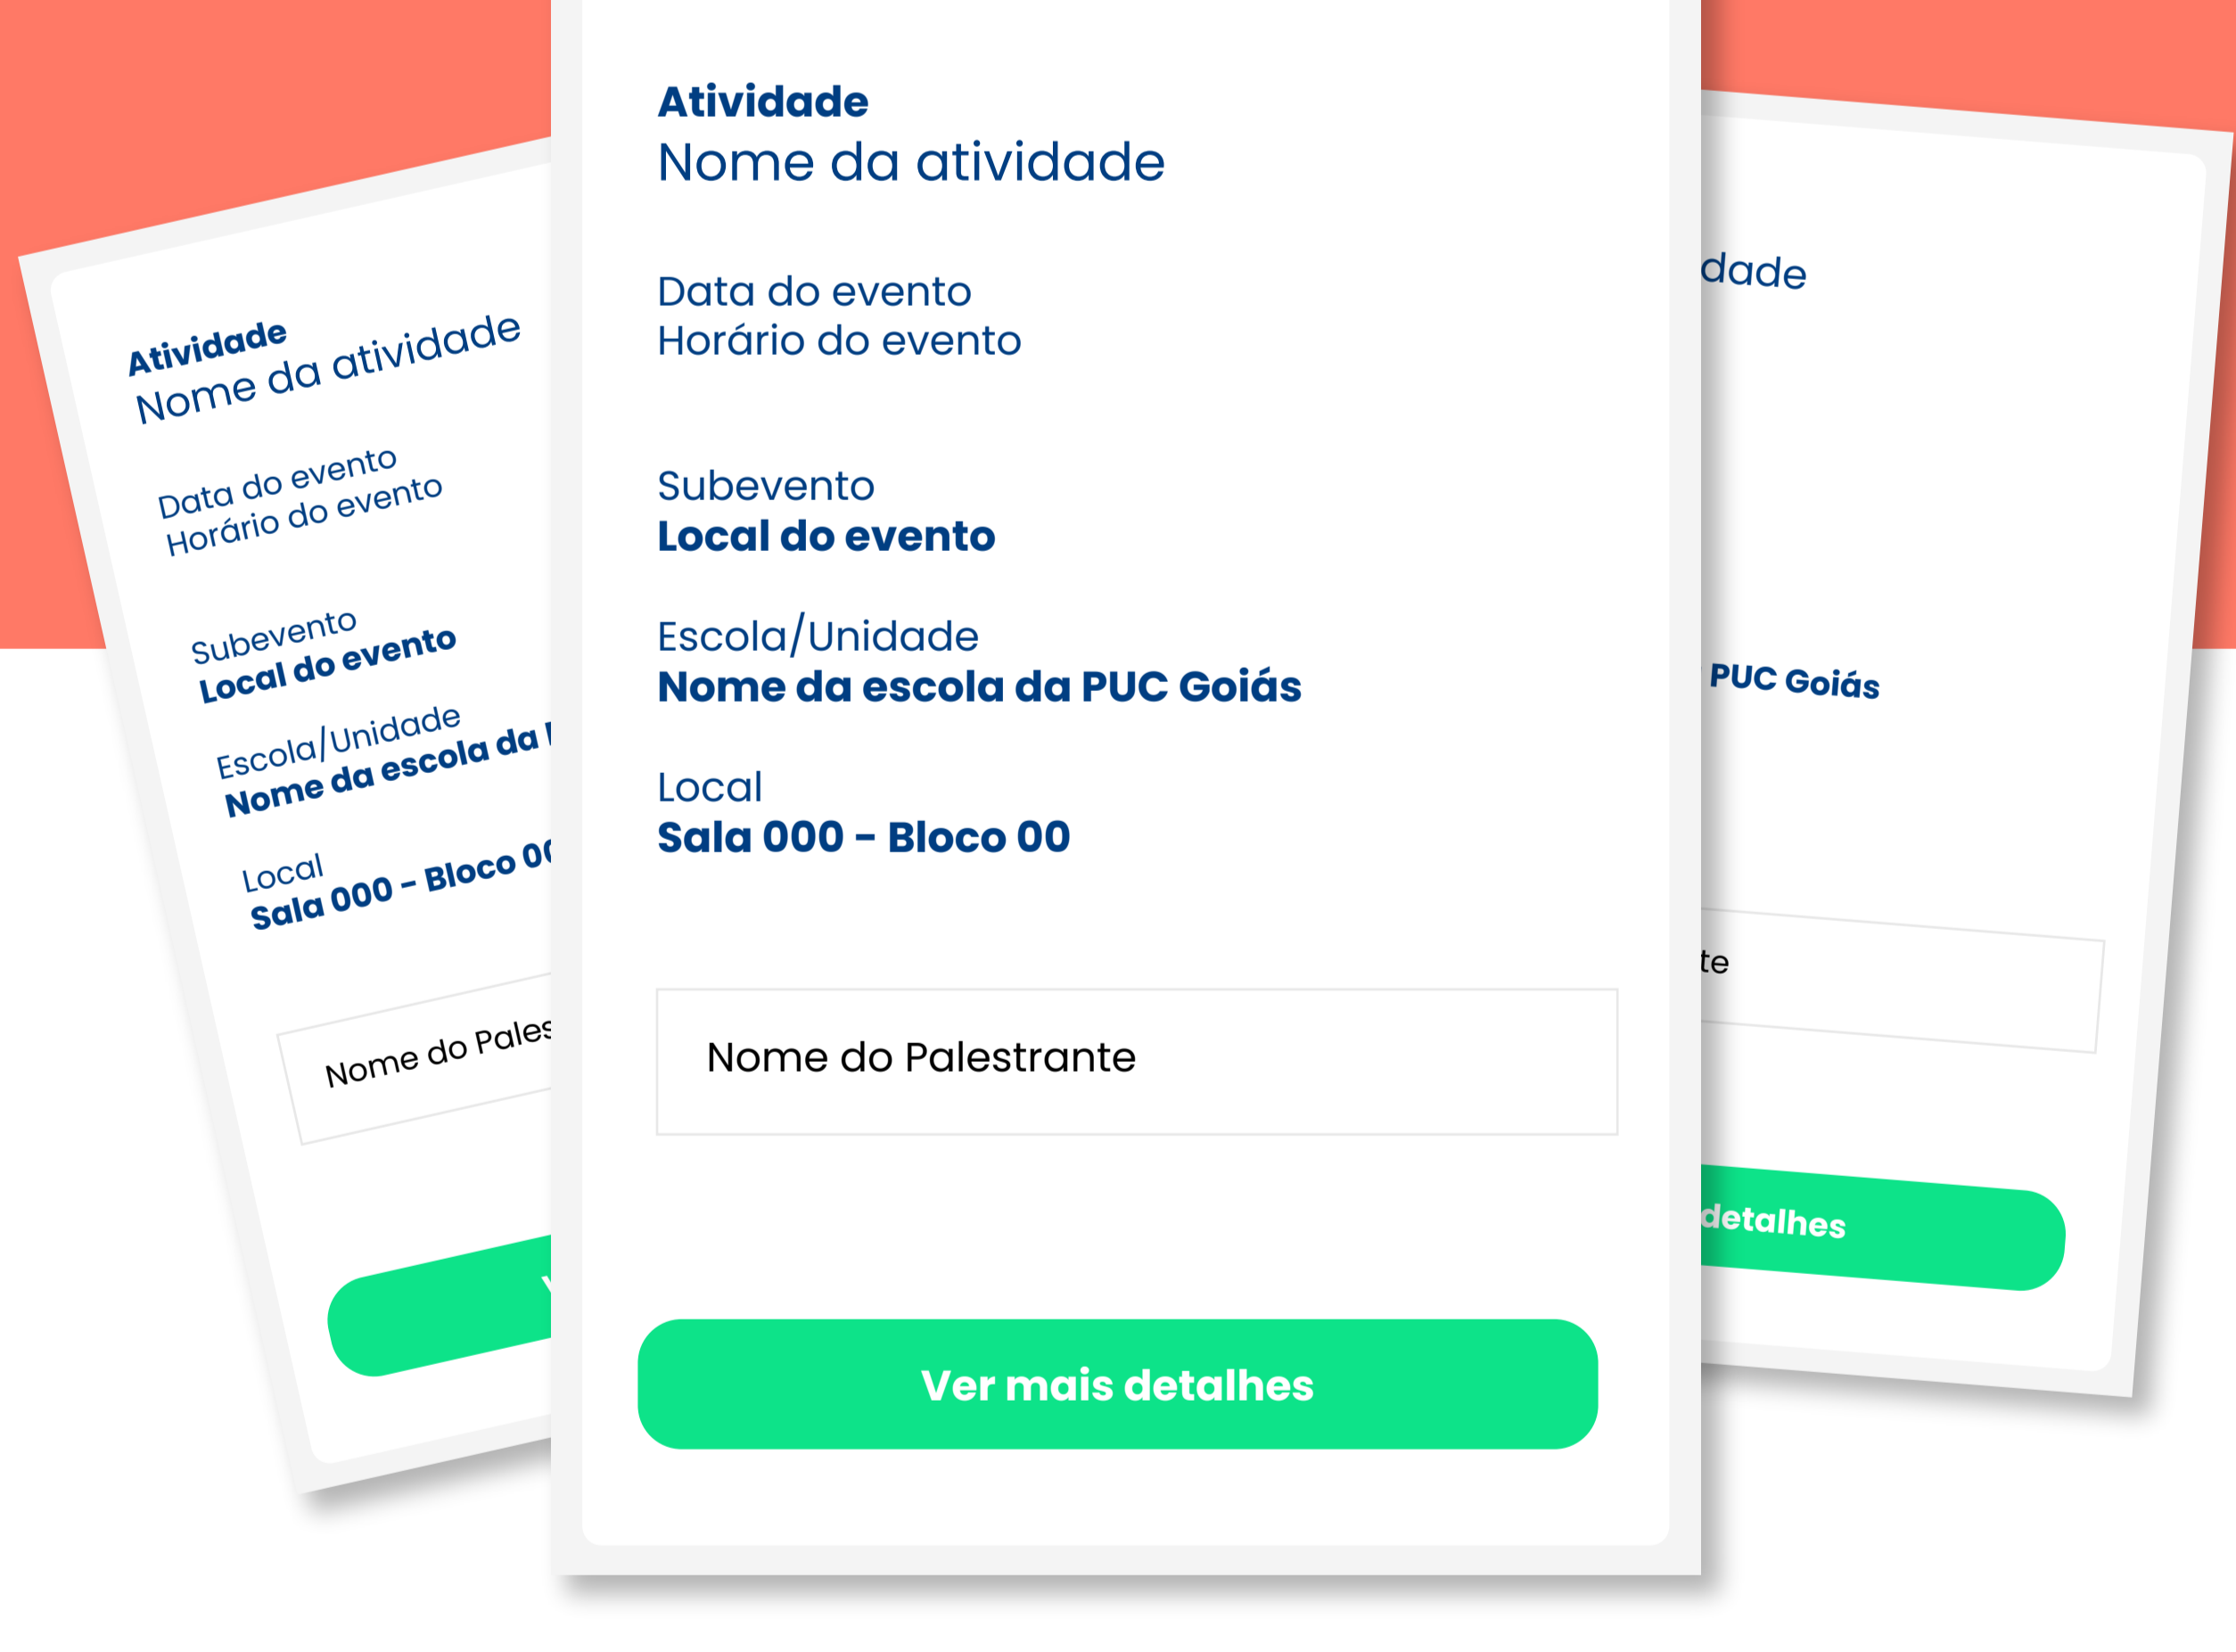 Atividade
Nome da atividade
Data do evento
Horário do evento
Subevento
Local do evento
Escola/Unidade
Nome da escola da
Local
Sala 000 - Bloco 00
Nome do
Atividade
Nome da atividade
Data do evento
Horário do evento
Subevento
Local do evento
Escola/Unidade
Nome da escola da PUC Goiás
Local
Sala 000 - Bloco 00
Nome do Palestrante
Ver mais detalhes
dade
PUC Goiás
te
detalhes